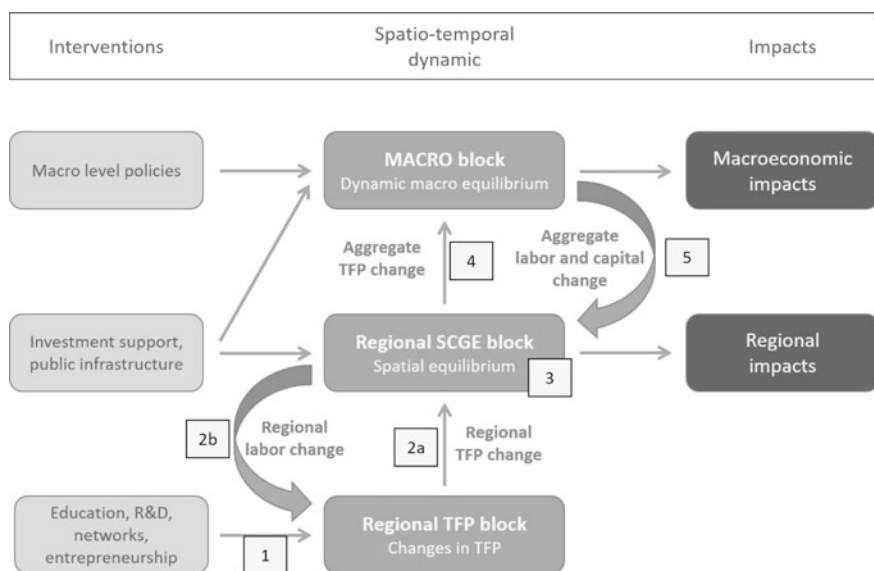 Interventions
Spatio-temporal
dynamic
Impacts
Macro level policies
MACRO block
Dynamic macro equilibrium
Macroeconomic
impacts
Aggregate
TFP change
4
Aggregate
labor and capital
change
5
Investment support,
public infrastructure
Regional SCGE block
Spatial equilibrium
3
Regional
impacts
2b
Regional
labor change
2a
Regional
TFP change
Education, R&D,
networks,
entrepreneurship
1
Regional TFP block
Changes in TFP